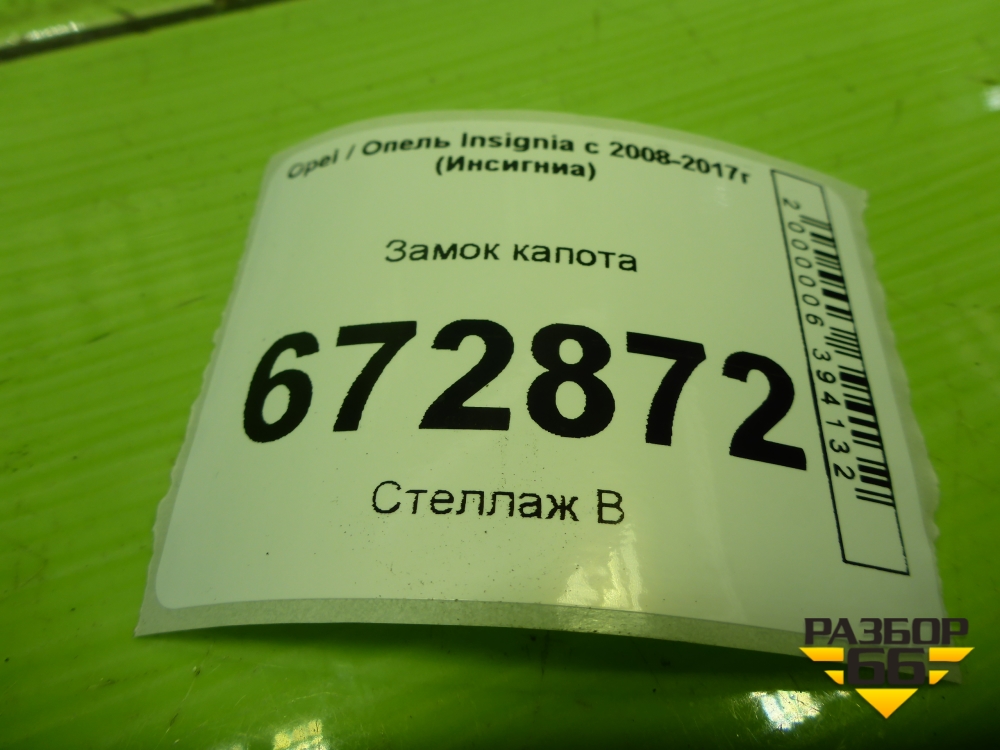 Opel / Опель Insignia с 2008-2017г
(Инсигниа)
Замок капота
672872
Стеллаж В
2000006394132
РАЗБОР
66